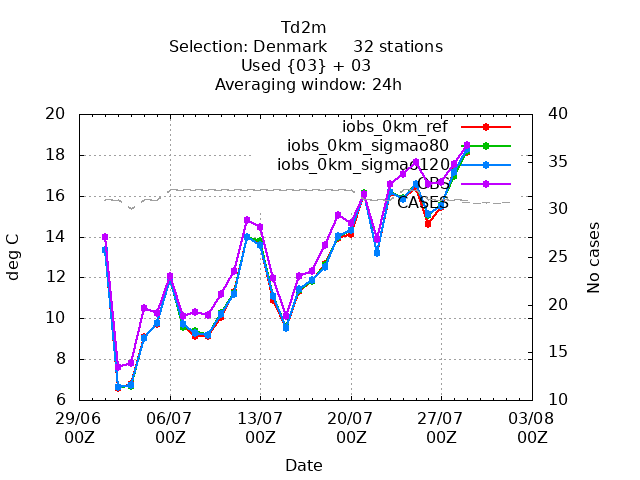 Td2m
Selection: Denmark     32 stations
Used {03} + 03
Averaging window: 24h
20
18
16
14
12
10
8
6
deg C
40
35
30
25
20
15
10
No cases
iobs_0km_ref
iobs_0km_sigmao80
iobs_0km_sigmao120
OBS
CASES
29/06 06/07 13/07 20/07 27/07 03/08
00Z 00Z 00Z 00Z 00Z 00Z
Date